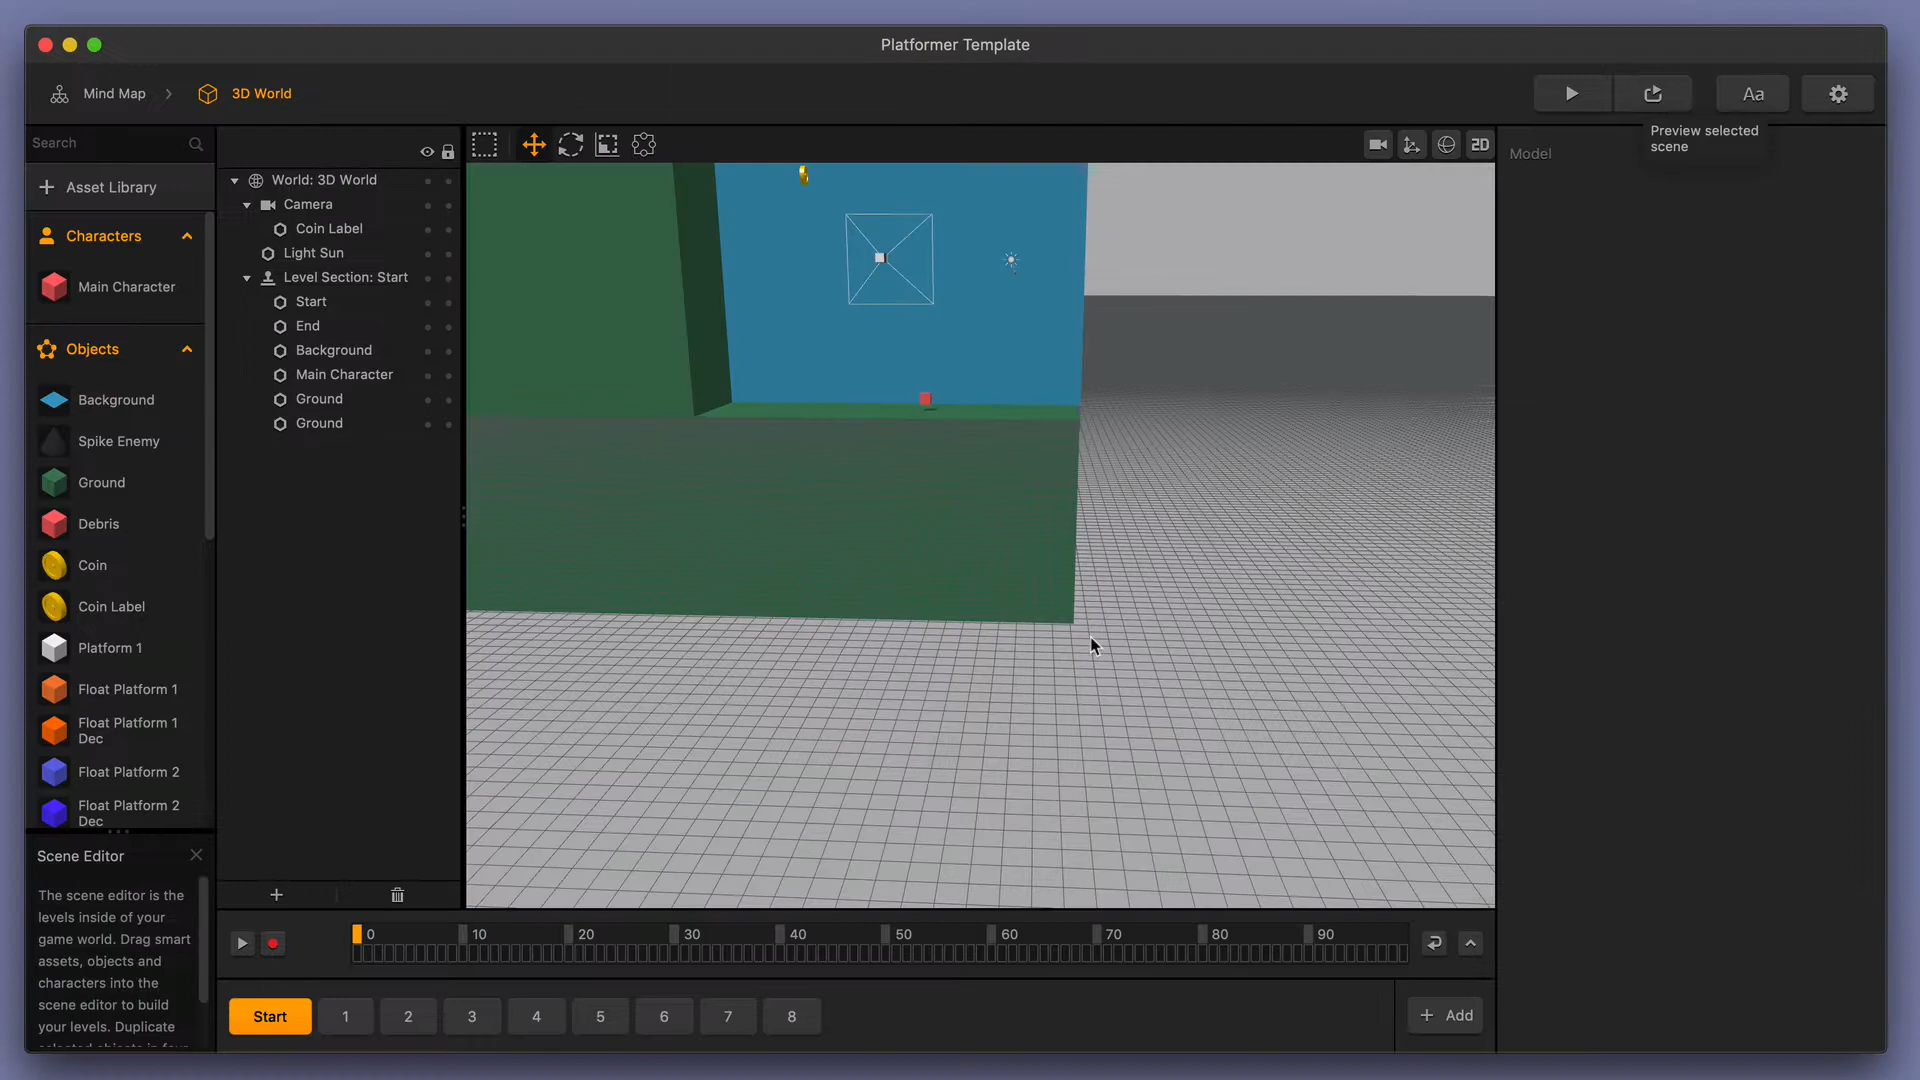 Platformer Template
Mind Map
3D World
Aa
Preview selected
scene
Search
Asset Library
Characters
Main Character
Objects
Background
Spike Enemy
Ground
Debris
Coin
Coin Label
Platform 1
Float Platform 1
Float Platform 1
Dec
Float Platform 2
Float Platform 2
Dec
Scene Editor
The scene editor is the
levels inside of your
game world. Drag smart
assets, objects and
characters into the
scene editor to build
your levels. Duplicate
World: 3D World
Camera
Coin Label
Light Sun
Level Section: Start
Start
End
Background
Main Character
Ground
Ground
2D
Model
0 10 20 30 40 50 60 70 80 90
Start 1 2 3 4 5 6 7 8
Add